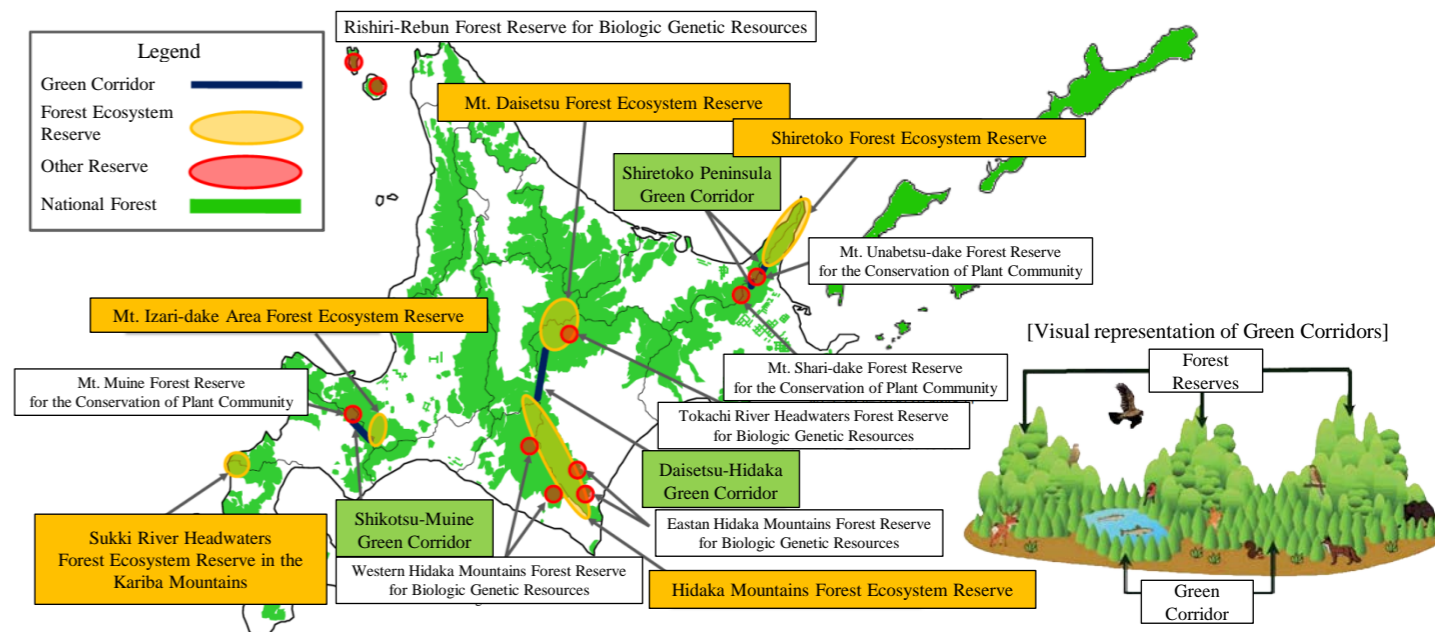 Rishiri-Rebun Forest Reserve for Biologic Genetic Resources
Legend
Green Corridor
Forest Ecosystem
Reserve
Other Reserve
National Forest
Mt. Daisetsu Forest Ecosystem Reserve
Shiretoko Forest Ecosystem Reserve
Shiretoko Peninsula
Green Corridor
Mt. Unabetsu-dake Forest Reserve
for the Conservation of Plant Community
Mt. Izari-dake Area Forest Ecosystem Reserve
Mt. Muine Forest Reserve
for the Conservation of Plant Community
Mt. Shari-dake Forest Reserve
for the Conservation of Plant Community
Tokachi River Headwaters Forest Reserve
for Biologic Genetic Resources
Daisetsu-Hidaka
Green Corridor
Shikotsu-Muine
Green Corridor
Sukki River Headwaters
Forest Ecosystem Reserve in the
Kariba Mountains
Eastan Hidaka Mountains Forest Reserve
for Biologic Genetic Resources
Western Hidaka Mountains Forest Reserve
for Biologic Genetic Resources
Hidaka Mountains Forest Ecosystem Reserve
[Visual representation of Green Corridors]
Forest
Reserves
Green
Corridor